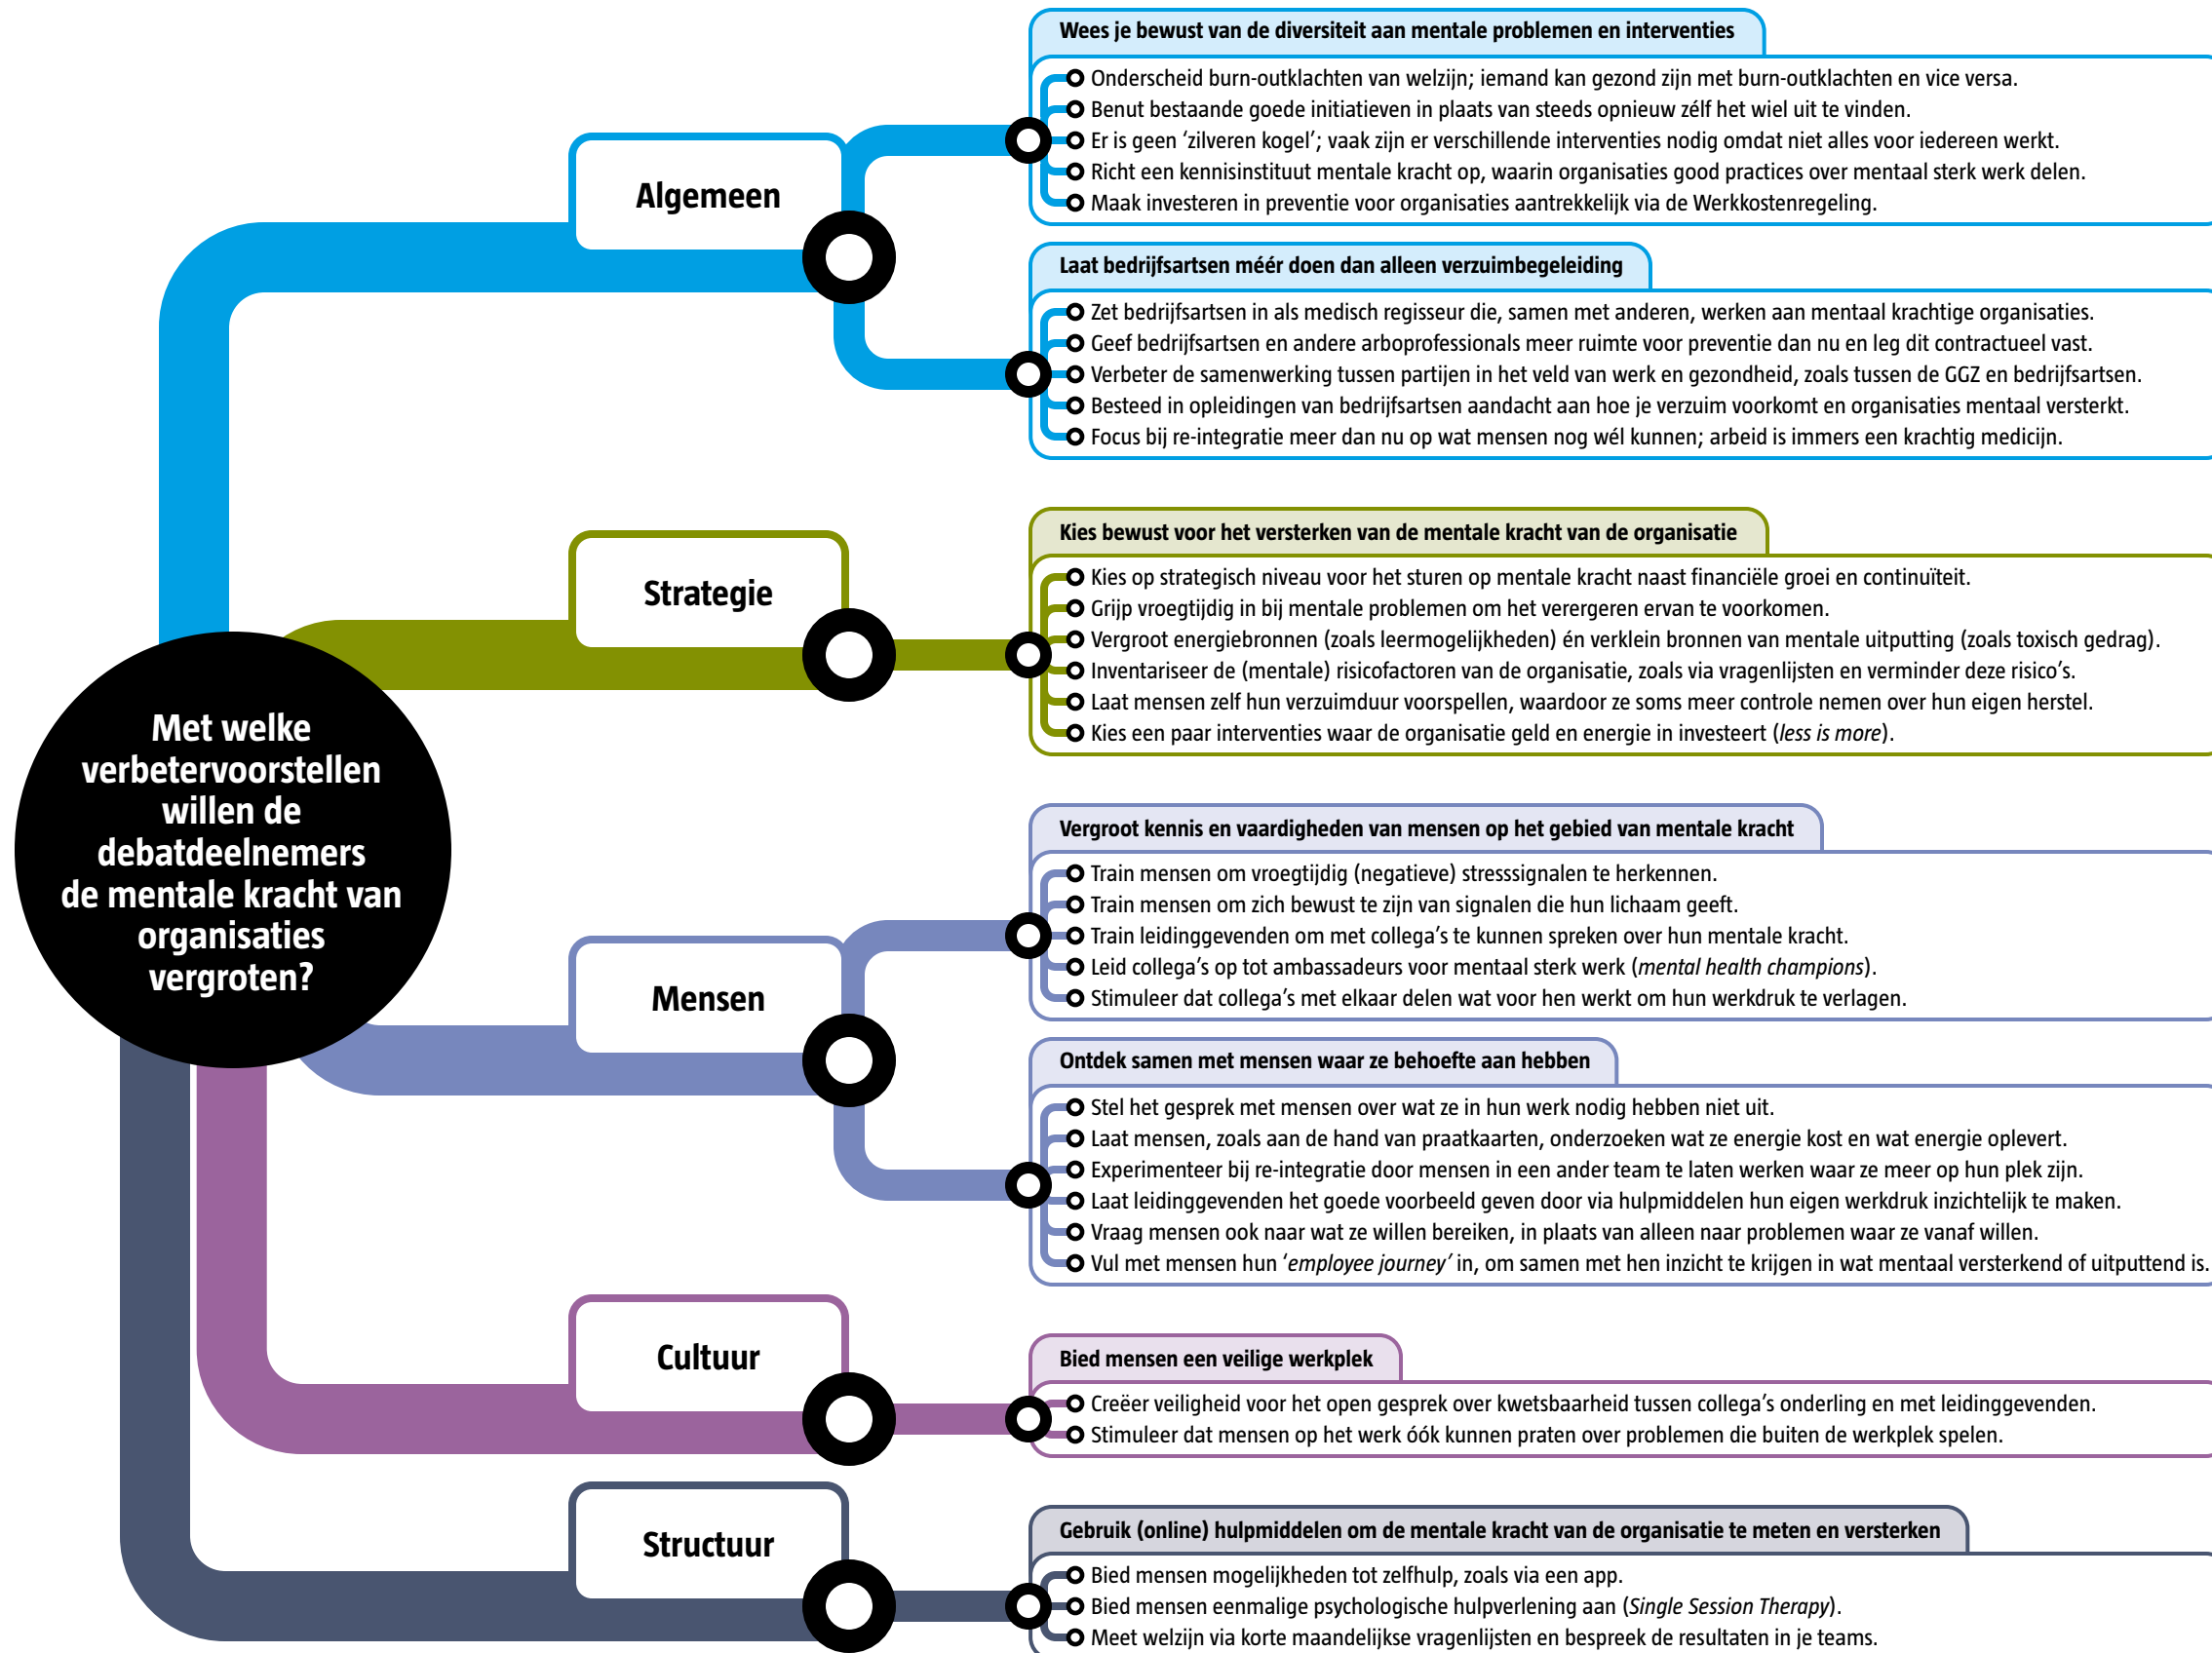 Met welke
verbetervoorstellen
willen de
debatdeelnemers
de mentale kracht van
organisaties
vergroten?
Algemeen
Wees je bewust van de diversiteit aan mentale problemen en interventies
Onderscheid burn-outklachten van welzijn; iemand kan gezond zijn met burn-outklachten en vice versa.
Benut bestaande goede initiatieven in plaats van steeds opnieuw zélf het wiel uit te vinden.
Er is geen ‘zilveren kogel’; vaak zijn er verschillende interventies nodig omdat niet alles voor iedereen werkt.
Richt een kennisinstituut mentale kracht op, waarin organisaties good practices over mentaal sterk werk delen.
Maak investeren in preventie voor organisaties aantrekkelijk via de Werkkostenregeling.
Laat bedrijfsartsen méér doen dan alleen verzuimbegeleiding
Zet bedrijfsartsen in als medisch regisseur die, samen met anderen, werken aan mentaal krachtige organisaties.
Geef bedrijfsartsen en andere arboprofessionals meer ruimte voor preventie dan nu en leg dit contractueel vast.
Verbeter de samenwerking tussen partijen in het veld van werk en gezondheid, zoals tussen de GGZ en bedrijfsartsen.
Besteed in opleidingen van bedrijfsartsen aandacht aan hoe je verzuim voorkomt en organisaties mentaal versterkt.
Focus bij re-integratie meer dan nu op wat mensen nog wél kunnen; arbeid is immers een krachtig medicijn.
Strategie
Kies bewust voor het versterken van de mentale kracht van de organisatie
Kies op strategisch niveau voor het sturen op mentale kracht naast financiële groei en continuïteit.
Grijp vroegtijdig in bij mentale problemen om het verergeren ervan te voorkomen.
Vergroot energiebronnen (zoals leermogelijkheden) én verklein bronnen van mentale uitputting (zoals toxisch gedrag).
Inventariseer de (mentale) risicofactoren van de organisatie, zoals via vragenlijsten en verminder deze risico’s.
Laat mensen zelf hun verzuimduur voorspellen, waardoor ze soms meer controle nemen over hun eigen herstel.
Kies een paar interventies waar de organisatie geld en energie in investeert (less is more).
Mensen
Vergroot kennis en vaardigheden van mensen op het gebied van mentale kracht
Train mensen om vroegtijdig (negatieve) stresssignalen te herkennen.
Train mensen om zich bewust te zijn van signalen die hun lichaam geeft.
Train leidinggevenden om met collega’s te kunnen spreken over hun mentale kracht.
Leid collega’s op tot ambassadeurs voor mentaal sterk werk (mental health champions).
Stimuleer dat collega’s met elkaar delen wat voor hen werkt om hun werkdruk te verlagen.
Ontdek samen met mensen waar ze behoefte aan hebben
Stel het gesprek met mensen over wat ze in hun werk nodig hebben niet uit.
Laat mensen, zoals aan de hand van praatkaarten, onderzoeken wat ze energie kost en wat energie oplevert.
Experimenteer bij re-integratie door mensen in een ander team te laten werken waar ze meer op hun plek zijn.
Laat leidinggevenden het goede voorbeeld geven door via hulpmiddelen hun eigen werkdruk inzichtelijk te maken.
Vraag mensen ook naar wat ze willen bereiken, in plaats van alleen naar problemen waar ze vanaf willen.
Vul met mensen hun ‘employee journey’ in, om samen met hen inzicht te krijgen in wat mentaal versterkend of uitputtend is.
Cultuur
Bied mensen een veilige werkplek
Creëer veiligheid voor het open gesprek over kwetsbaarheid tussen collega’s onderling en met leidinggevenden.
Stimuleer dat mensen op het werk óók kunnen praten over problemen die buiten de werkplek spelen.
Structuur
Gebruik (online) hulpmiddelen om de mentale kracht van de organisatie te meten en versterken
Bied mensen mogelijkheden tot zelfhulp, zoals via een app.
Bied mensen eenmalige psychologische hulpverlening aan (Single Session Therapy).
Meet welzijn via korte maandelijkse vragenlijsten en bespreek de resultaten in je teams.